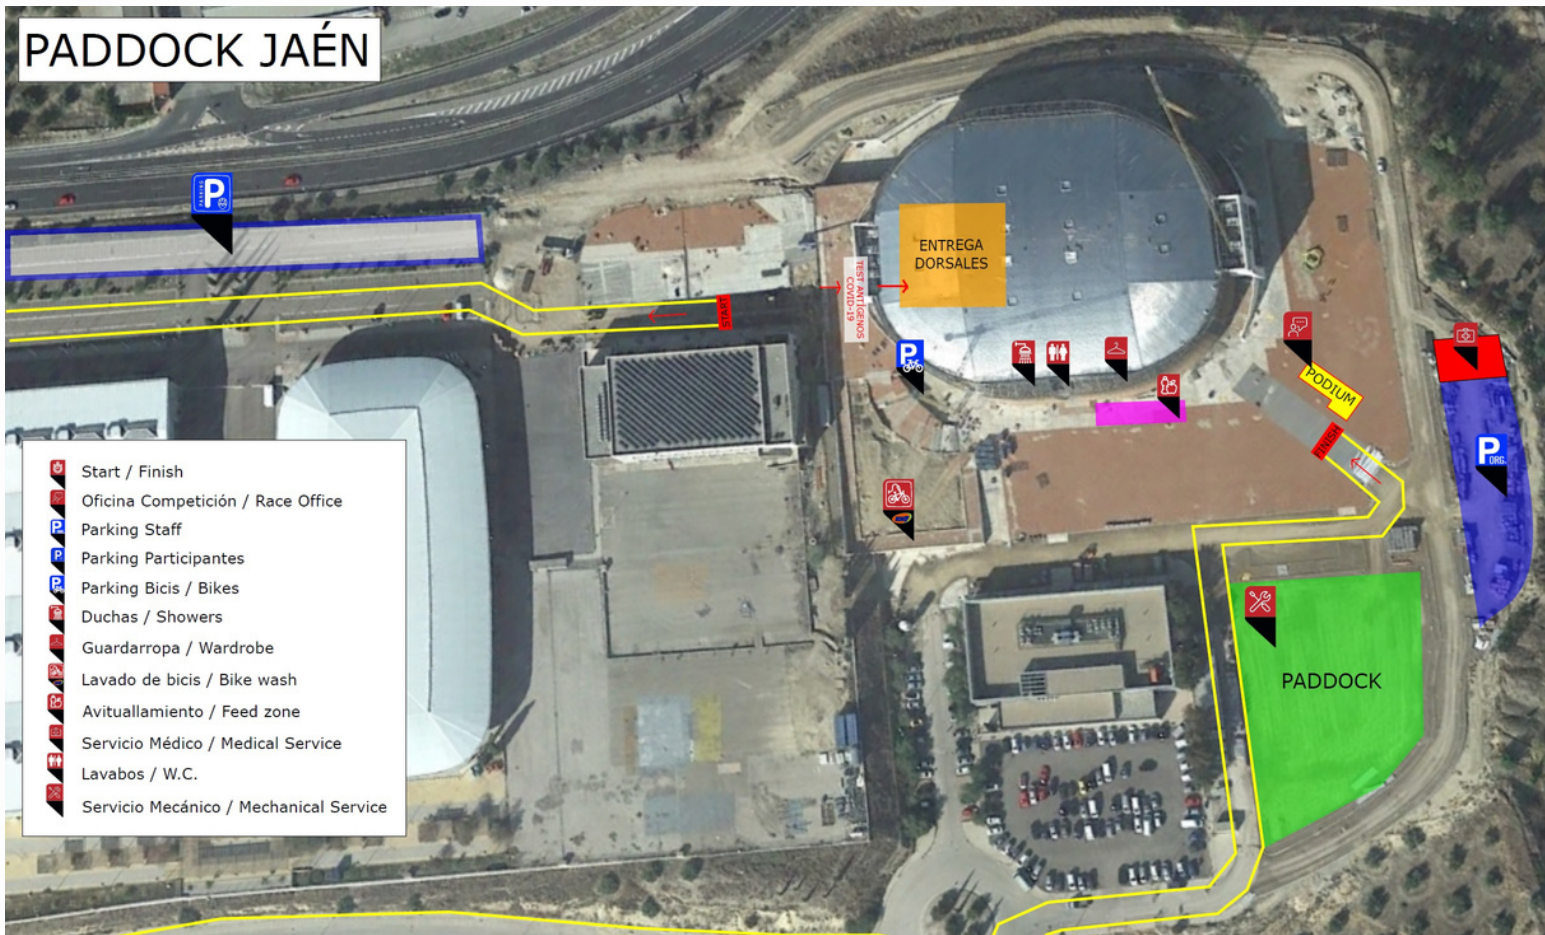 PADDOCK JAÉN
P
ENTREGA
DORSALES
TEST ANTÍGENOS
COVID-19
START
P
PODIUM
FINISH
P
ORG.
PADDOCK
Start / Finish
Oficina Competición / Race Office
Parking Staff
Parking Participantes
Parking Bicis / Bikes
Duchas / Showers
Guardarropa / Wardrobe
Lavado de bicis / Bike wash
Avituallamiento / Feed zone
Servicio Médico / Medical Service
Lavabos / W.C.
Servicio Mecánico / Mechanical Service